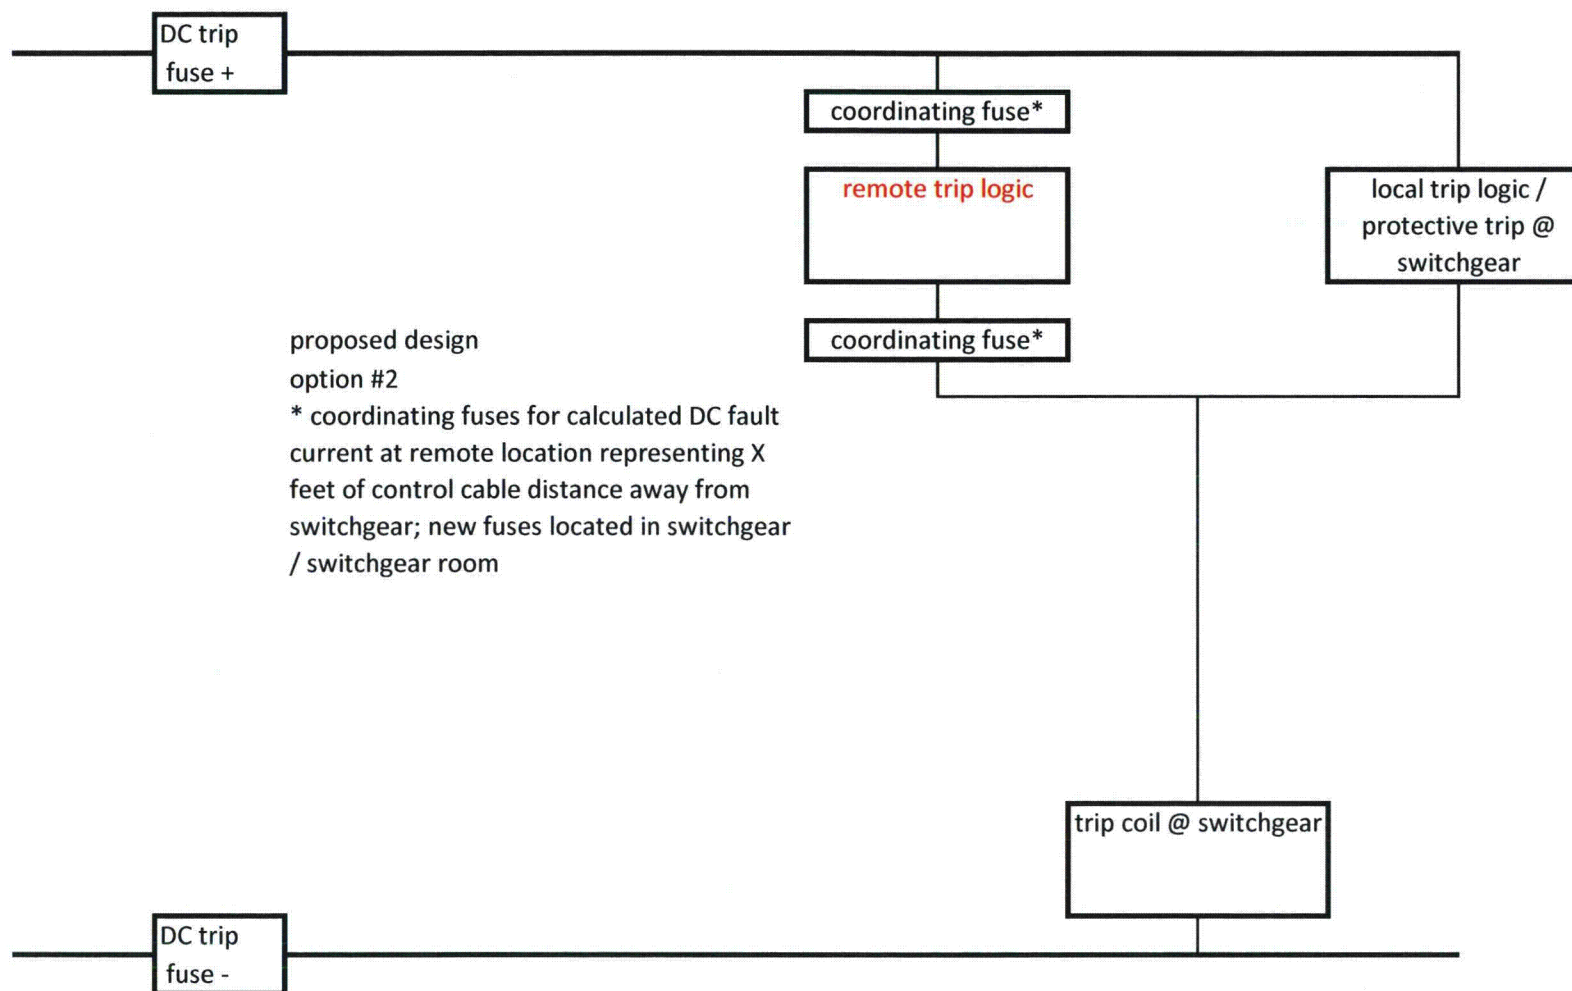 DC trip
fuse +
coordinating fuse*
remote trip logic
local trip logic /
protective trip @
switchgear
coordinating fuse*
proposed design
option #2
* coordinating fuses for calculated DC fault
current at remote location representing X
feet of control cable distance away from
switchgear; new fuses located in switchgear
/ switchgear room
trip coil @ switchgear
DC trip
fuse -